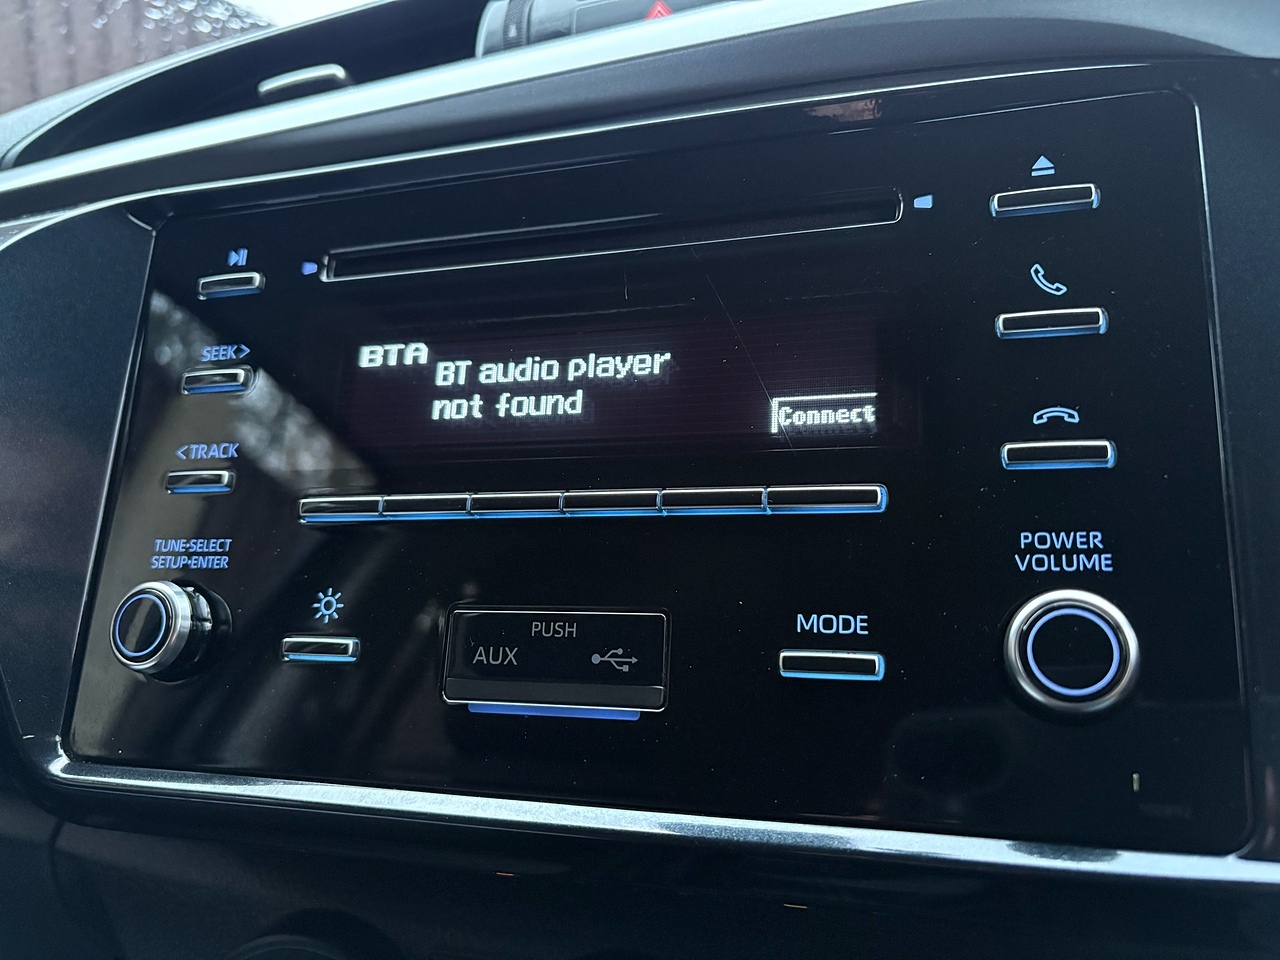 SEEK>
<TRACK
TUNE•SELECT
SETUP•ENTER
BTA
BT audio player
not found
Connect
PUSH
AUX
MODE
POWER
VOLUME